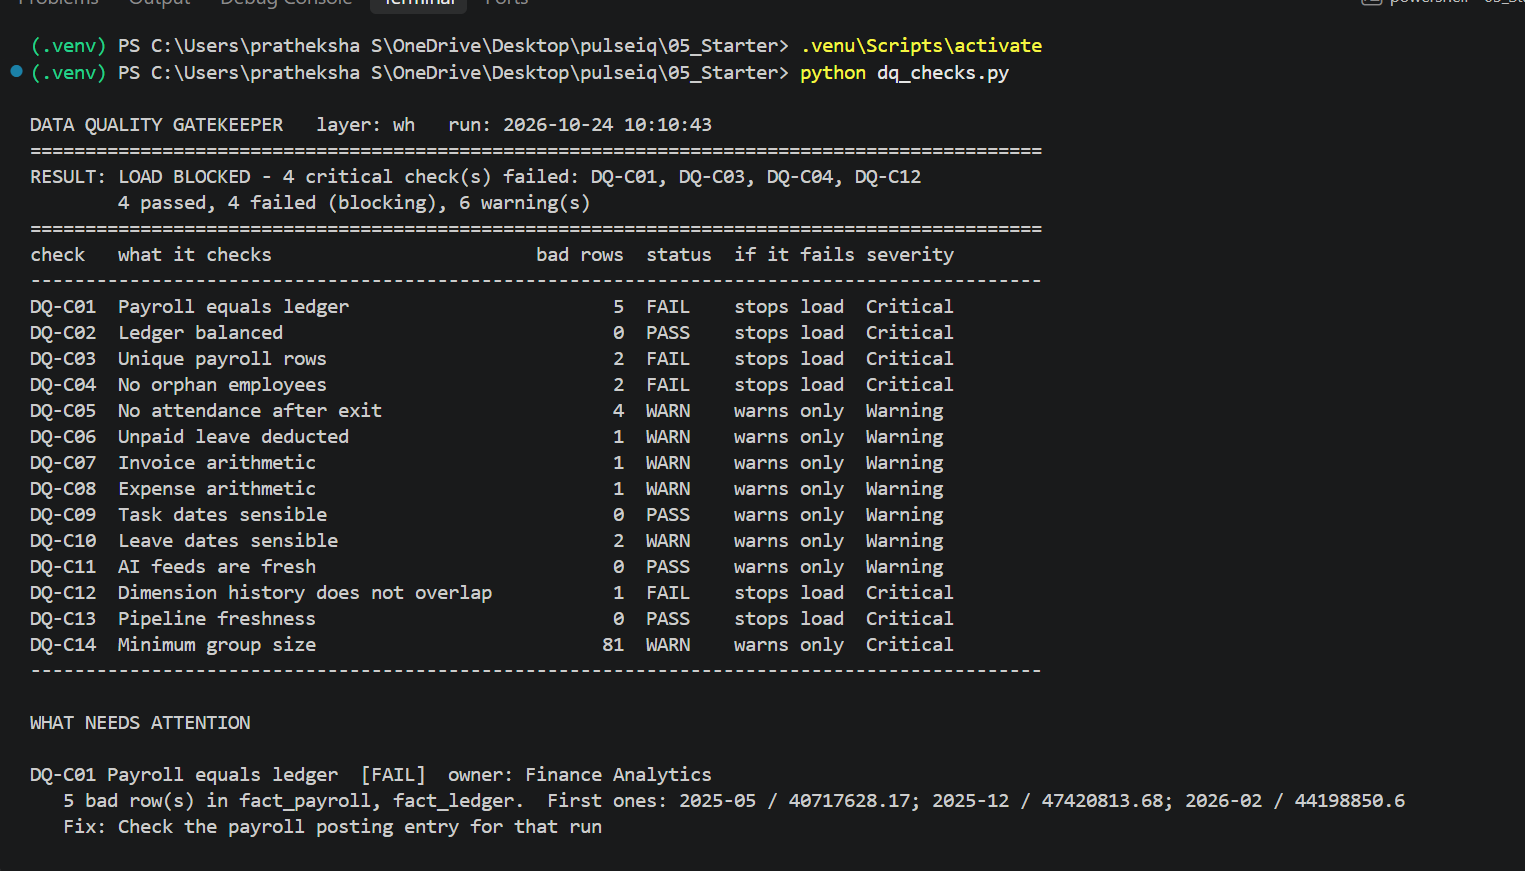 Problems Output Debug Console Terminal Ports powershell
(.venv) PS C:\Users\pratheksha S\OneDrive\Desktop\pulseiq\05_Starter> .venu\Scripts\activate
(.venv) PS C:\Users\pratheksha S\OneDrive\Desktop\pulseiq\05_Starter> python dq_checks.py
DATA QUALITY GATEKEEPER   layer: wh   run: 2026-10-24 10:10:43
============================================================================================
RESULT: LOAD BLOCKED - 4 critical check(s) failed: DQ-C01, DQ-C03, DQ-C04, DQ-C12
        4 passed, 4 failed (blocking), 6 warning(s)
============================================================================================
check   what it checks                        bad rows  status  if it fails severity
--------------------------------------------------------------------------------------------
DQ-C01  Payroll equals ledger                        5  FAIL    stops load  Critical
DQ-C02  Ledger balanced                              0  PASS    stops load  Critical
DQ-C03  Unique payroll rows                          2  FAIL    stops load  Critical
DQ-C04  No orphan employees                          2  FAIL    stops load  Critical
DQ-C05  No attendance after exit                     4  WARN    warns only  Warning
DQ-C06  Unpaid leave deducted                        1  WARN    warns only  Warning
DQ-C07  Invoice arithmetic                           1  WARN    warns only  Warning
DQ-C08  Expense arithmetic                           1  WARN    warns only  Warning
DQ-C09  Task dates sensible                          0  PASS    warns only  Warning
DQ-C10  Leave dates sensible                         2  WARN    warns only  Warning
DQ-C11  AI feeds are fresh                           0  PASS    warns only  Warning
DQ-C12  Dimension history does not overlap           1  FAIL    stops load  Critical
DQ-C13  Pipeline freshness                           0  PASS    stops load  Critical
DQ-C14  Minimum group size                          81  WARN    warns only  Critical
--------------------------------------------------------------------------------------------
WHAT NEEDS ATTENTION
DQ-C01 Payroll equals ledger  [FAIL]  owner: Finance Analytics
   5 bad row(s) in fact_payroll, fact_ledger.  First ones: 2025-05 / 40717628.17; 2025-12 / 47420813.68; 2026-02 / 44198850.6
   Fix: Check the payroll posting entry for that run